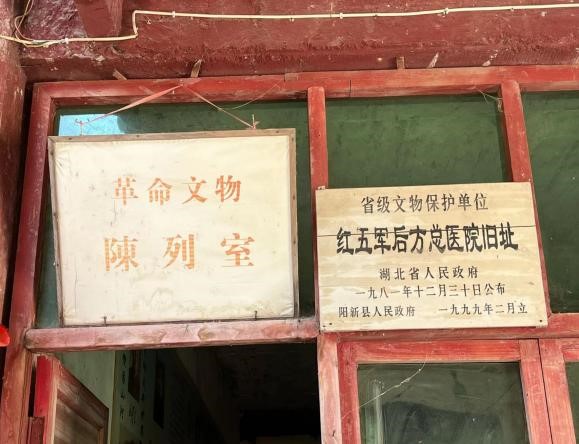 革命文物
陳列室
省级文物保护单位
红五军后方总医院旧址
湖北省人民政府
一九八一年十二月三十日公布
阳新县人民政府 一九九九年二月立